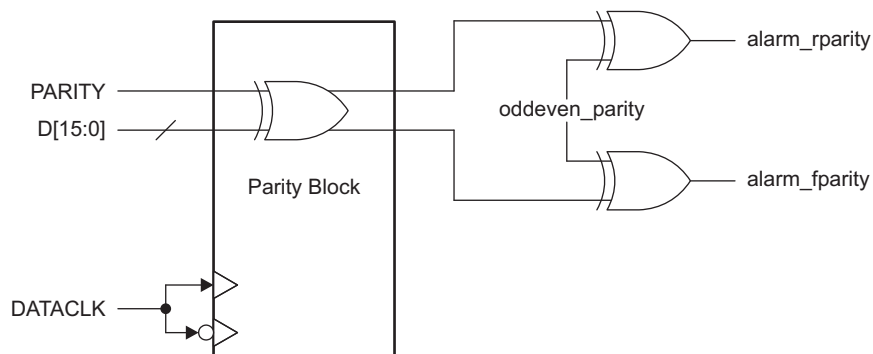 alarm_rparity
PARITY
oddeven_parity
D[15:0]
Parity Block
alarm_fparity
DATACLK